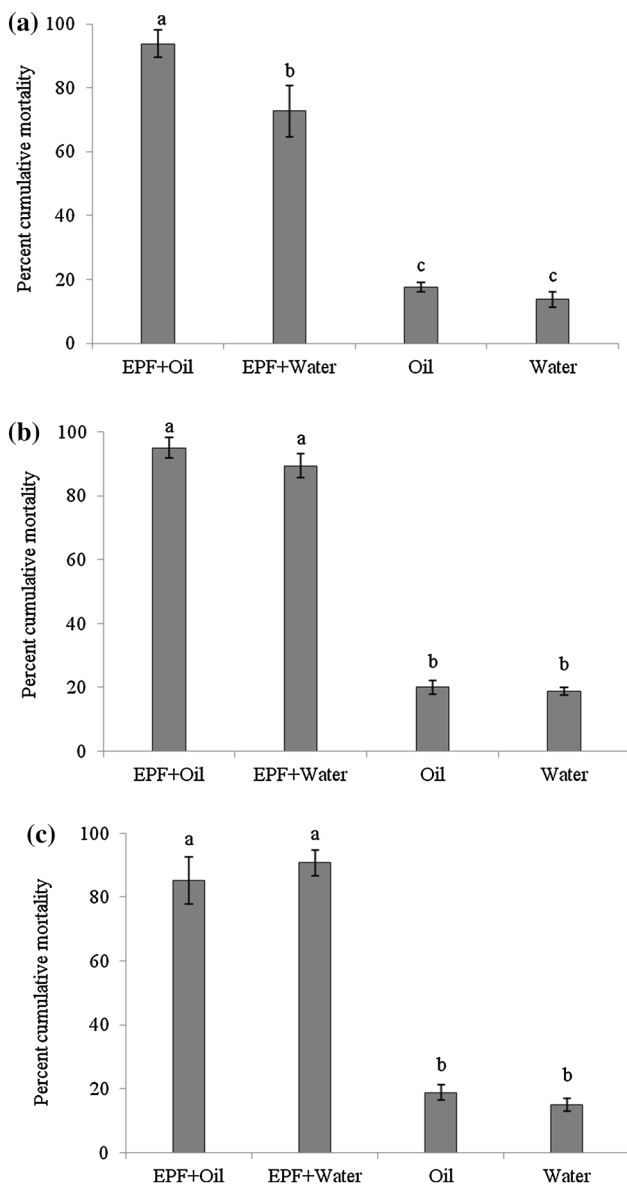 (a)
Percent cumulative mortality
100
80
60
40
20
0
a
b
c
c
EPF+Oil EPF+Water Oil Water
(b)
Percent cumulative mortality
100
80
60
40
20
0
a
a
b
b
EPF+Oil EPF+Water Oil Water
(c)
Percent cumulative mortality
100
80
60
40
20
0
a
a
b
b
EPF+Oil EPF+Water Oil Water